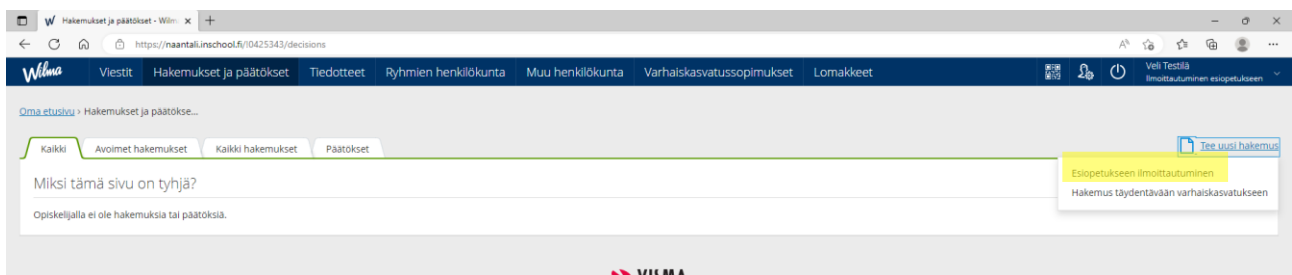 Hakemukset ja päätökset - Wilm
https://naantali.inschool.fi/!0425343/decisions
Wilma Viestit Hakemukset ja päätökset Tiedotteet Ryhmien henkilökunta Muu henkilökunta Varhaiskasvatussopimukset Lomakkeet
Veli Testilä
Ilmoittautuminen esiopetukseen
Oma etusivu › Hakemukset ja päätökse...
Kaikki Avoimet hakemukset Kaikki hakemukset Päätökset
Tee uusi hakemus
Esiopetukseen ilmoittautuminen
Hakemus täydentävään varhaiskasvatukseen
Miksi tämä sivu on tyhjä?
Opiskelijalla ei ole hakemuksia tai päätöksiä.